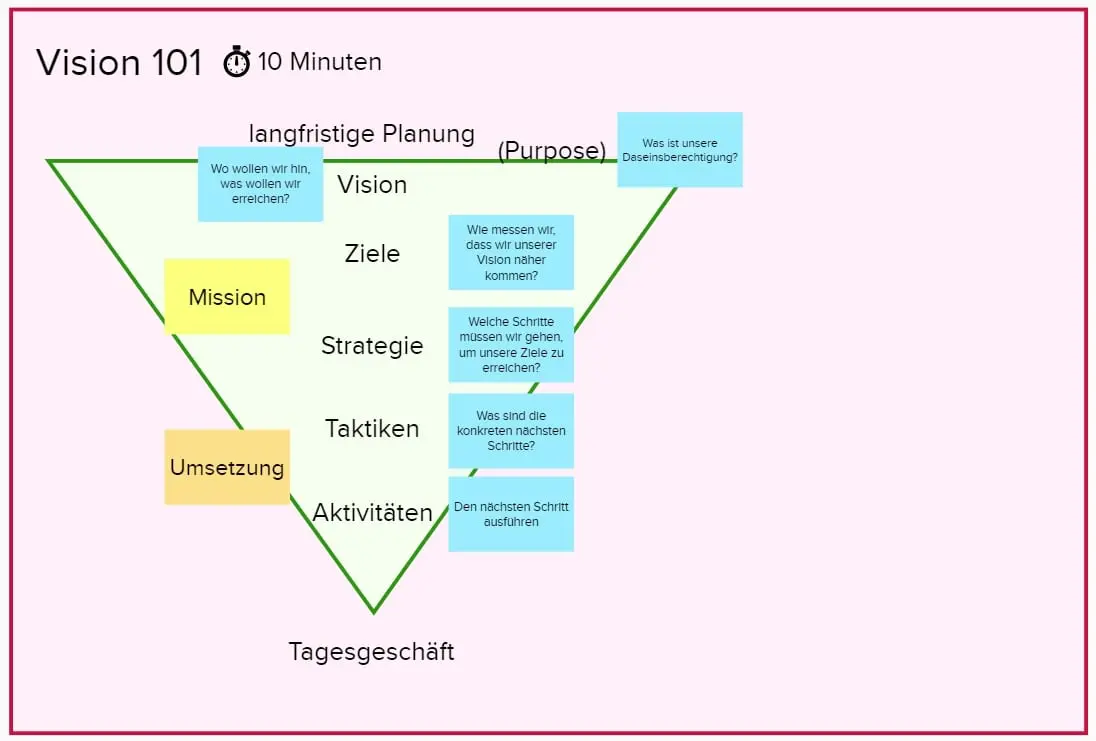 Vision 101
10 Minuten
langfristige Planung
(Purpose)
Was ist unsere
Daseinsberechtigung?
Wo wollen wir hin,
was wollen wir
erreichen?
Vision
Ziele
Wie messen wir,
dass wir unserer
Vision näher
kommen?
Mission
Strategie
Welche Schritte
müssen wir gehen,
um unsere Ziele zu
erreichen?
Taktiken
Was sind die
konkreten nächsten
Schritte?
Umsetzung
Aktivitäten
Den nächsten Schritt
ausführen
Tagesgeschäft